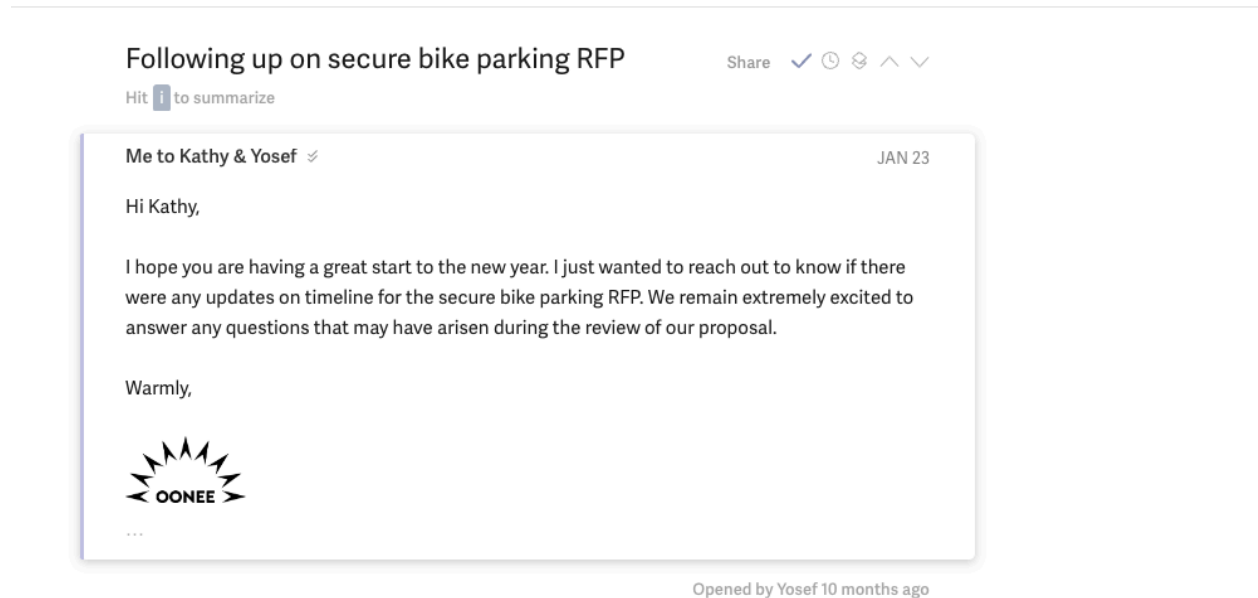 Following up on secure bike parking RFP
Share
Hit i to summarize
Me to Kathy & Yosef
JAN 23
Hi Kathy,
I hope you are having a great start to the new year. I just wanted to reach out to know if there
were any updates on timeline for the secure bike parking RFP. We remain extremely excited to
answer any questions that may have arisen during the review of our proposal.
Warmly,
OONEE
...
Opened by Yosef 10 months ago